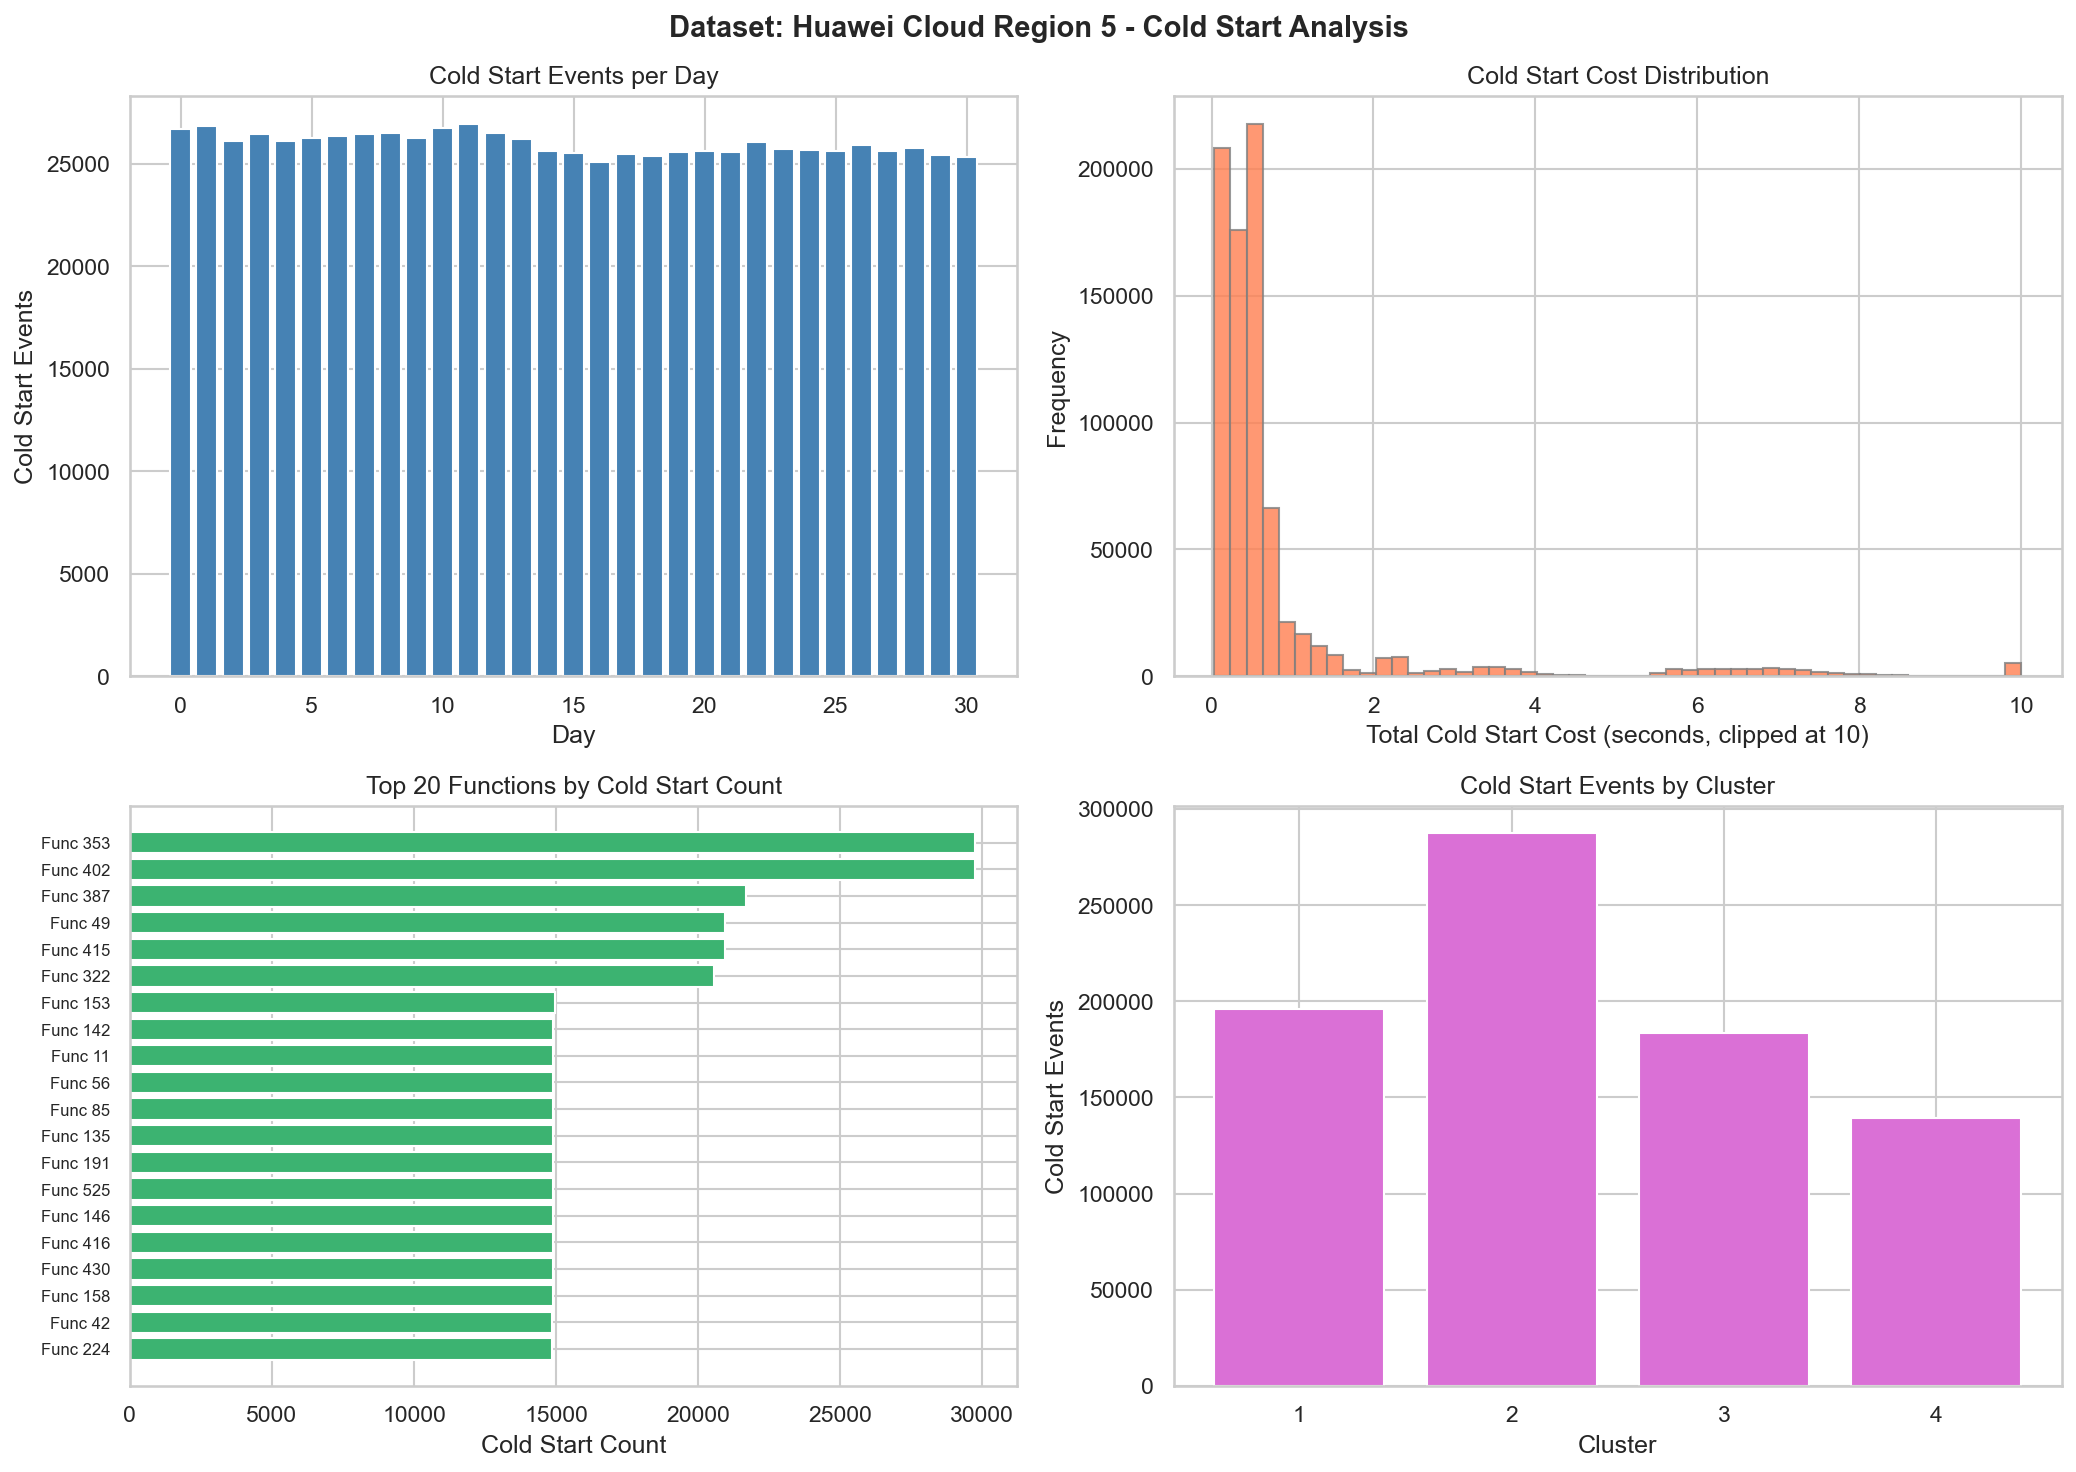 Dataset: Huawei Cloud Region 5 - Cold Start Analysis
Cold Start Events per Day
25000
20000
15000
10000
5000
0
Cold Start Events
0 5 10 15 20 25 30
Day
Cold Start Cost Distribution
200000
150000
100000
50000
0
Frequency
0 2 4 6 8 10
Total Cold Start Cost (seconds, clipped at 10)
Top 20 Functions by Cold Start Count
Func 353
Func 402
Func 387
Func 49
Func 415
Func 322
Func 153
Func 142
Func 11
Func 56
Func 85
Func 135
Func 191
Func 525
Func 146
Func 416
Func 430
Func 158
Func 42
Func 224
0 5000 10000 15000 20000 25000 30000
Cold Start Count
Cold Start Events by Cluster
300000
250000
200000
150000
100000
50000
0
Cold Start Events
1 2 3 4
Cluster